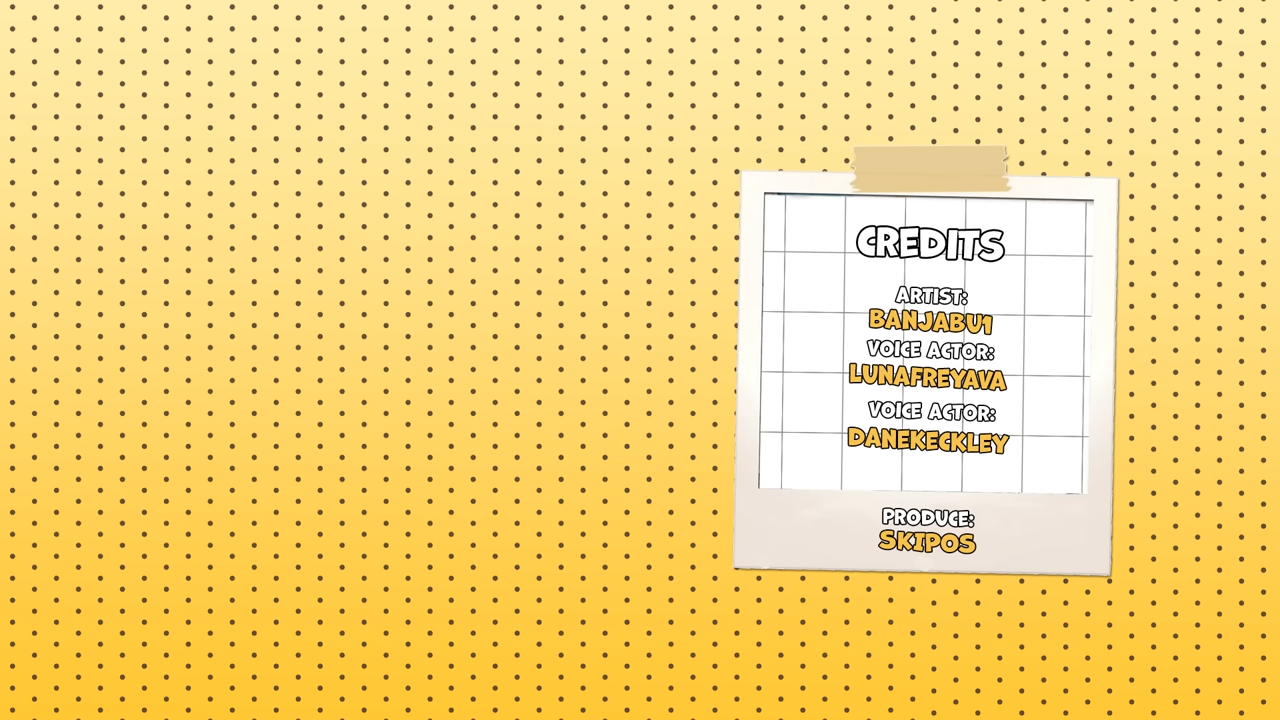 CREDITS
ARTIST:
BANJABU1
VOICE ACTOR:
LUNAFREYAVA
VOICE ACTOR:
DANEKECKLEY
PRODUCE:
SKIPOS